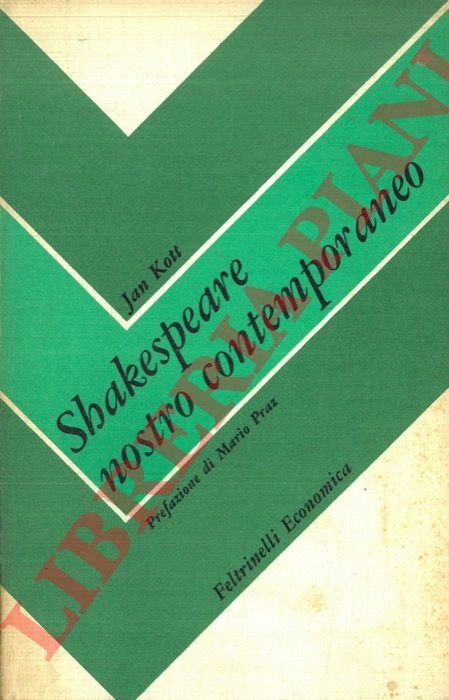 Jan Kott
Shakespeare
nostro contemporaneo
Prefazione di Mario Praz
Feltrinelli Economica
LIBRERIA PIANI